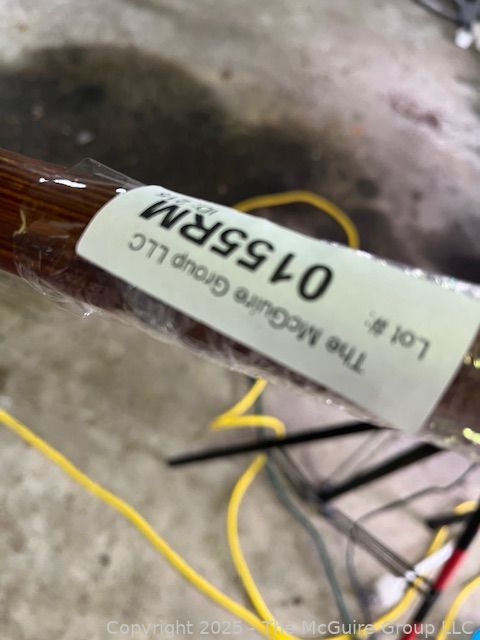 The McGuire Group LLC
Lot #:
0155RM
Copyright 2025 - The McGuire Group LLC